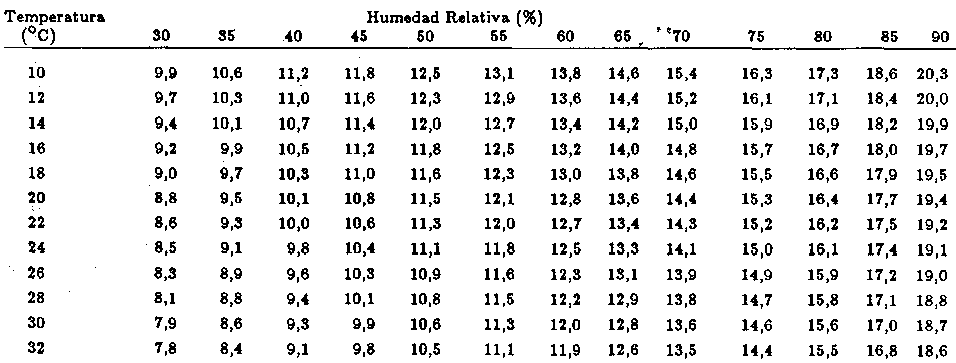 Temperatura Humedad Relativa (%)
(°C) 30 35 40 45 50 55 60 65 70 75 80 85 90
10 9,9 10,6 11,2 11,8 12,5 13,1 13,8 14,6 15,4 16,3 17,3 18,6 20,3
12 9,7 10,3 11,0 11,6 12,3 12,9 13,6 14,4 15,2 16,1 17,1 18,4 20,0
14 9,4 10,1 10,7 11,4 12,0 12,7 13,4 14,2 15,0 15,9 16,9 18,2 19,9
16 9,2 9,9 10,5 11,2 11,8 12,5 13,2 14,0 14,8 15,7 16,7 18,0 19,7
18 9,0 9,7 10,3 11,0 11,6 12,3 13,0 13,8 14,6 15,5 16,6 17,9 19,5
20 8,8 9,5 10,1 10,8 11,5 12,1 12,8 13,6 14,4 15,3 16,4 17,7 19,4
22 8,6 9,3 10,0 10,6 11,3 12,0 12,7 13,4 14,3 15,2 16,2 17,5 19,2
24 8,5 9,1 9,8 10,4 11,1 11,8 12,5 13,3 14,1 15,0 16,1 17,4 19,1
26 8,3 8,9 9,6 10,3 10,9 11,6 12,3 13,1 13,9 14,9 15,9 17,2 19,0
28 8,1 8,8 9,4 10,1 10,8 11,5 12,2 12,9 13,8 14,7 15,8 17,1 18,8
30 7,9 8,6 9,3 9,9 10,6 11,3 12,0 12,8 13,6 14,6 15,6 17,0 18,7
32 7,8 8,4 9,1 9,8 10,5 11,1 11,9 12,6 13,5 14,4 15,5 16,8 18,6